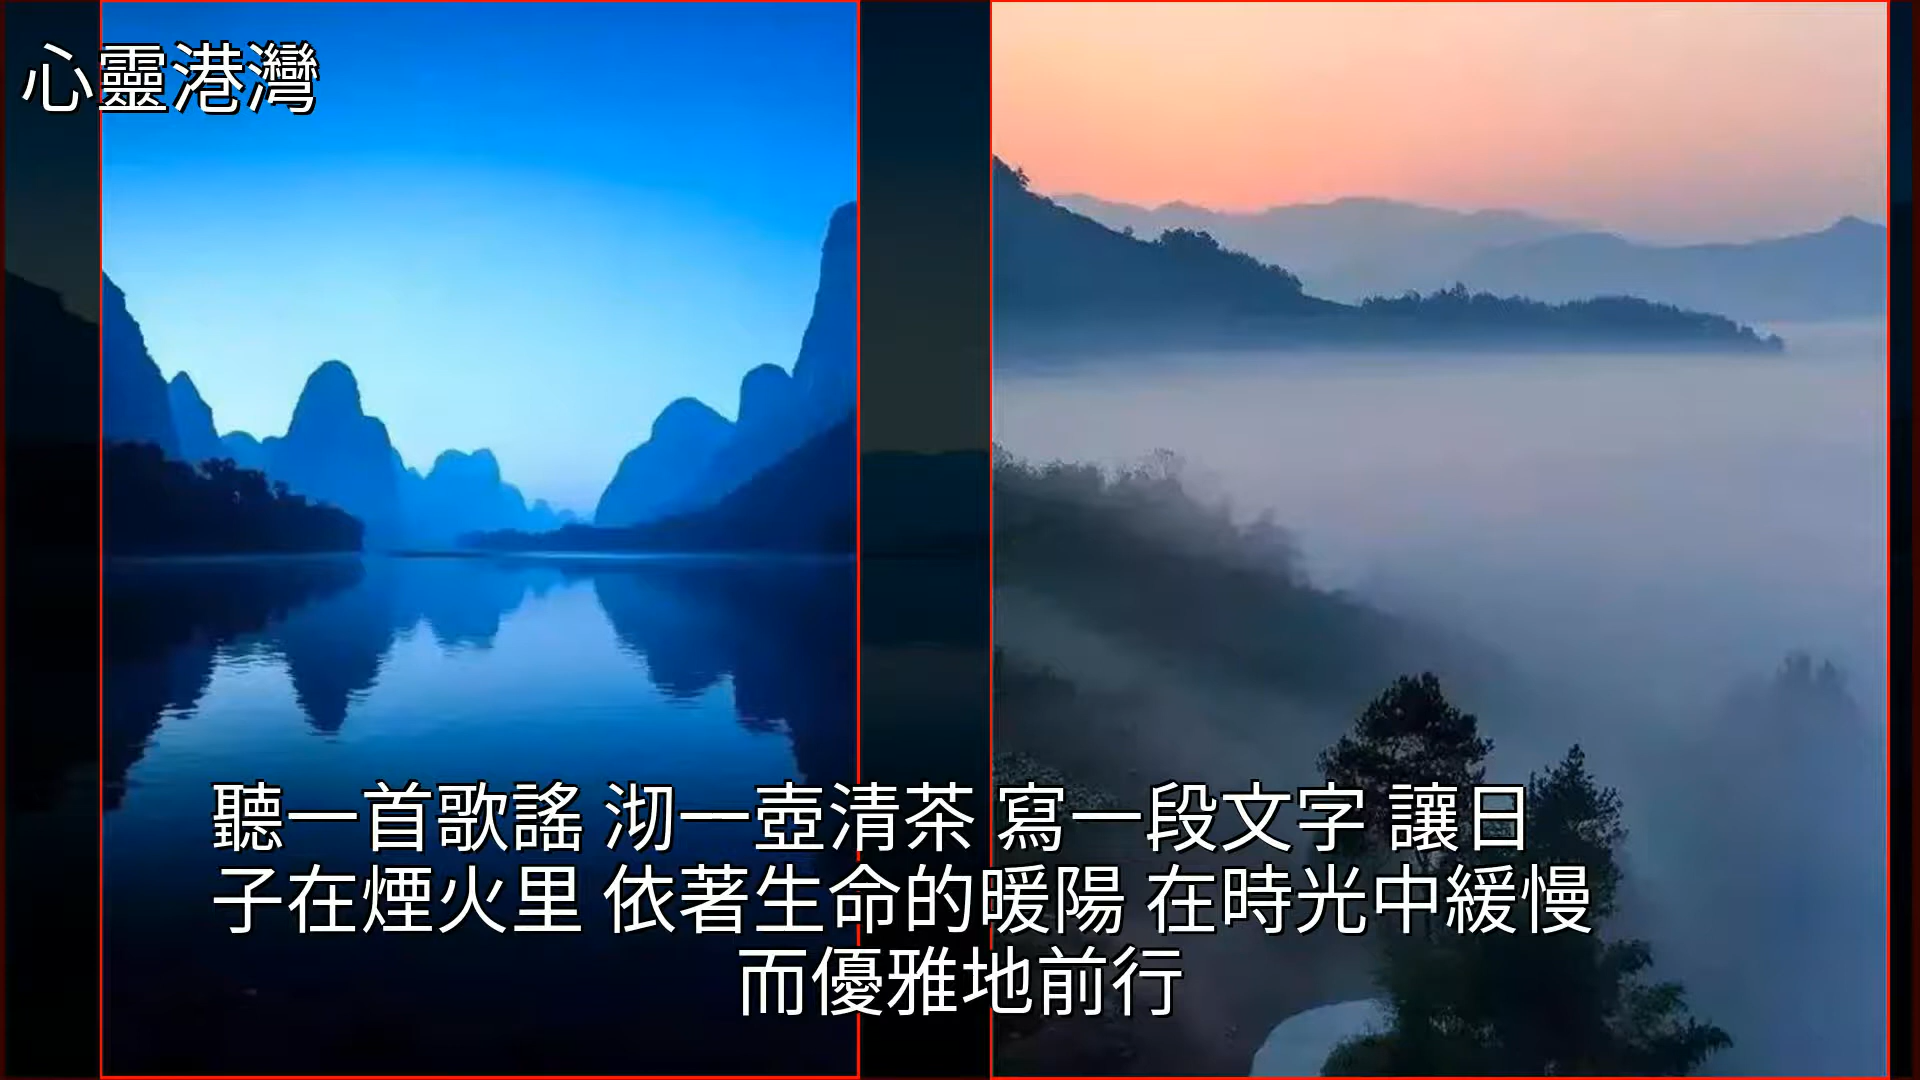 心靈港灣
聽一首歌謠 沏一壺清茶 寫一段文字 讓日
子在煙火里 依著生命的暖陽 在時光中緩慢
而優雅地前行